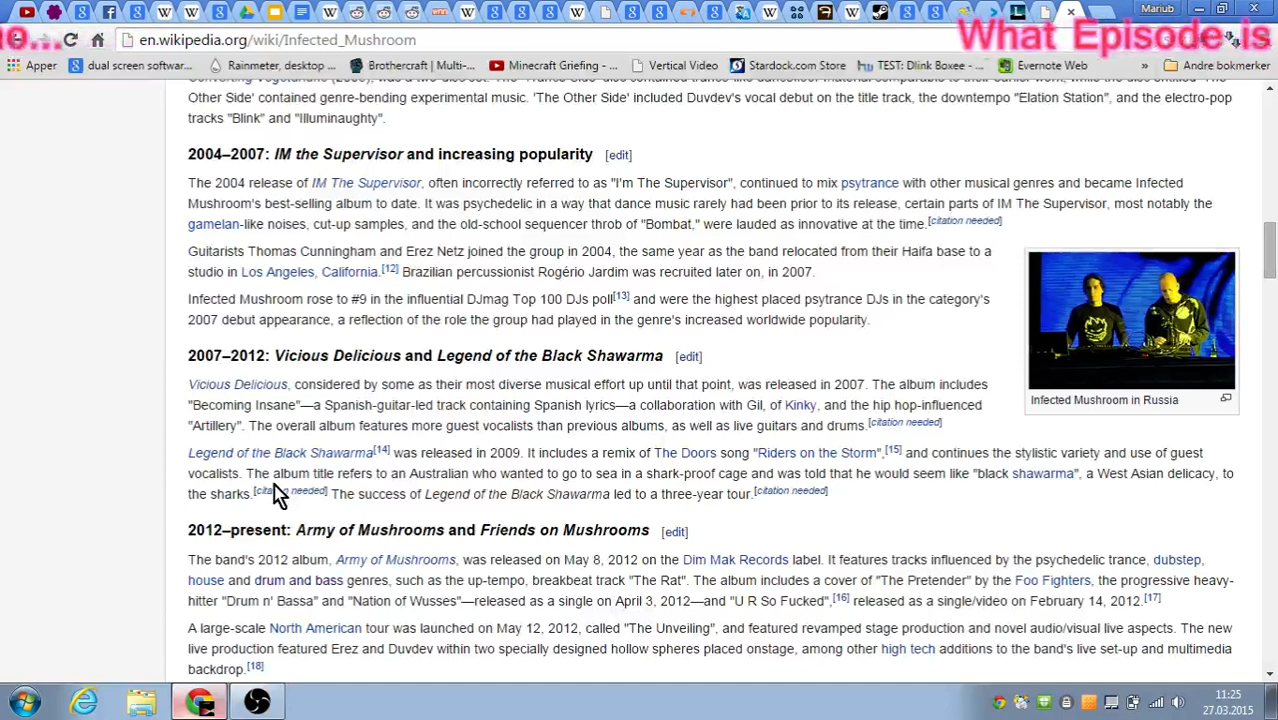 Mariub
o...
What Episode is
en.wikipedia.org/wiki/Infected_Mushroom
Apps
dual screen softwar...
Rainmeter, desktop ...
Brothercraft | Multi-...
Minecraft Griefing - ...
Vertical Video
Stardock.com Store
TEST: Dlink Boxee - ...
Evernote Web
»
Andre bokmerker
Other Side' contained genre-bending experimental music. 'The Other Side' included Duvdev's vocal debut on the title track, the downtempo "Elation Station", and the electro-pop
tracks "Blink" and "Illuminaughty".
2004–2007: IM the Supervisor and increasing popularity [edit]
The 2004 release of IM The Supervisor, often incorrectly referred to as "I'm The Supervisor", continued to mix psytrance with other musical genres and became Infected
Mushroom's best-selling album to date. It was psychedelic in a way that dance music rarely had been prior to its release, certain parts of IM The Supervisor, most notably the
gamelan-like noises, cut-up samples, and the old-school sequencer throb of "Bombat," were lauded as innovative at the time.[citation needed]
Guitarists Thomas Cunningham and Erez Netz joined the group in 2004, the same year as the band relocated from their Haifa base to a
studio in Los Angeles, California.[12] Brazilian percussionist Rogério Jardim was recruited later on, in 2007.
Infected Mushroom rose to #9 in the influential DJmag Top 100 DJs poll[13] and were the highest placed psytrance DJs in the category's
2007 debut appearance, a reflection of the role the group had played in the genre's increased worldwide popularity.
Infected Mushroom in Russia
2007–2012: Vicious Delicious and Legend of the Black Shawarma [edit]
Vicious Delicious, considered by some as their most diverse musical effort up until that point, was released in 2007. The album includes
"Becoming Insane"—a Spanish-guitar-led track containing Spanish lyrics—a collaboration with Gil, of Kinky, and the hip hop-influenced
"Artillery". The overall album features more guest vocalists than previous albums, as well as live guitars and drums.[citation needed]
Legend of the Black Shawarma[14] was released in 2009. It includes a remix of The Doors song "Riders on the Storm",[15] and continues the stylistic variety and use of guest
vocalists. The album title refers to an Australian who wanted to go to sea in a shark-proof cage and was told that he would seem like "black shawarma", a West Asian delicacy, to
the sharks.[citation needed] The success of Legend of the Black Shawarma led to a three-year tour.[citation needed]
2012–present: Army of Mushrooms and Friends on Mushrooms [edit]
The band's 2012 album, Army of Mushrooms, was released on May 8, 2012 on the Dim Mak Records label. It features tracks influenced by the psychedelic trance, dubstep,
house and drum and bass genres, such as the up-tempo, breakbeat track "The Rat". The album includes a cover of "The Pretender" by the Foo Fighters, the progressive heavy-
hitter "Drum n' Bassa" and "Nation of Wusses"—released as a single on April 3, 2012—and "U R So Fucked",[16] released as a single/video on February 14, 2012.[17]
A large-scale North American tour was launched on May 12, 2012, called "The Unveiling", and featured revamped stage production and novel audio/visual live aspects. The new
live production featured Erez and Duvdev within two specially designed hollow spheres placed onstage, among other high tech additions to the band's live set-up and multimedia
backdrop.[18]
11:25
27.03.2015